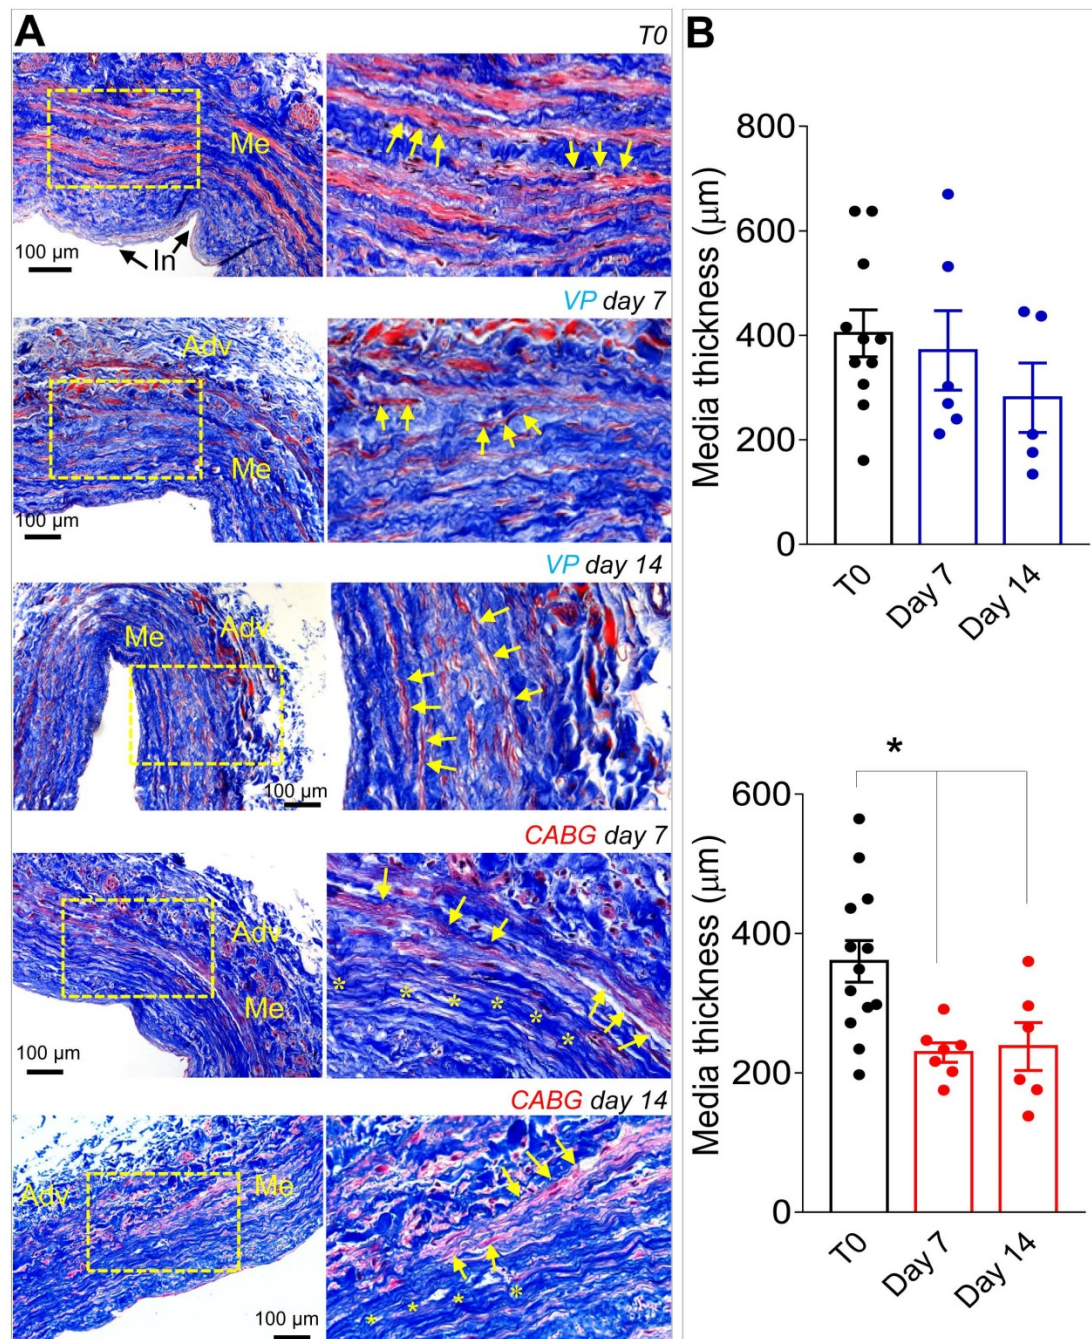 A
T0
Me
In
100 µm
VP day 7
Adv
Me
100 µm
VP day 14
Me
Adv
100 µm
CABG day 7
Adv
Me
100 µm
* * * * * *
CABG day 14
Adv
Me
100 µm
* * * *
B
Media thickness (µm)
800
600
400
200
0
T0
Day 7
Day 14
*
Media thickness (µm)
600
400
200
0
T0
Day 7
Day 14